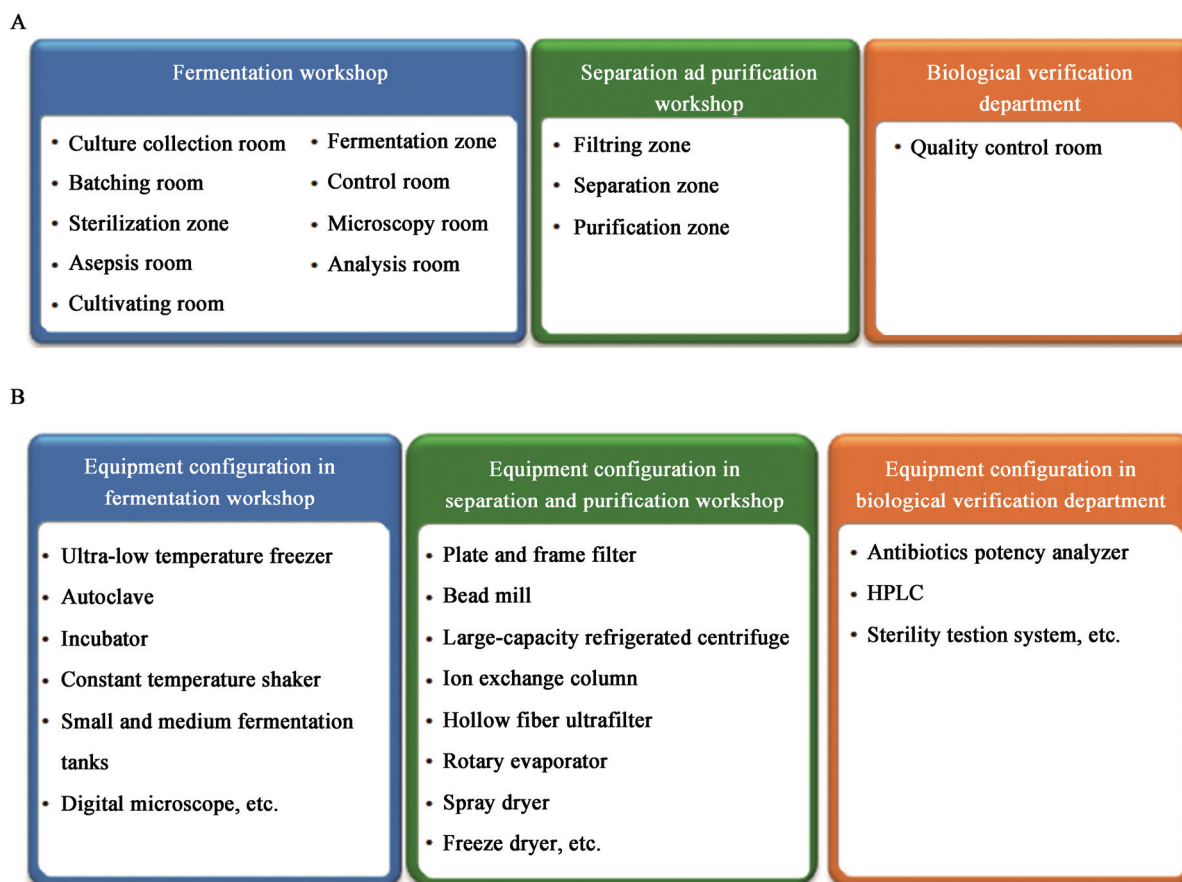 A
Fermentation workshop
• Culture collection room
• Batching room
• Sterilization zone
• Asepsis room
• Cultivating room
• Fermentation zone
• Control room
• Microscopy room
• Analysis room
Separation ad purification
workshop
• Filtring zone
• Separation zone
• Purification zone
Biological verification
department
• Quality control room
B
Equipment configuration in
fermentation workshop
• Ultra-low temperature freezer
• Autoclave
• Incubator
• Constant temperature shaker
• Small and medium fermentation
tanks
• Digital microscope, etc.
Equipment configuration in
separation and purification workshop
• Plate and frame filter
• Bead mill
• Large-capacity refrigerated centrifuge
• Ion exchange column
• Hollow fiber ultrafilter
• Rotary evaporator
• Spray dryer
• Freeze dryer, etc.
Equipment configuration in
biological verification department
• Antibiotics potency analyzer
• HPLC
• Sterility testion system, etc.